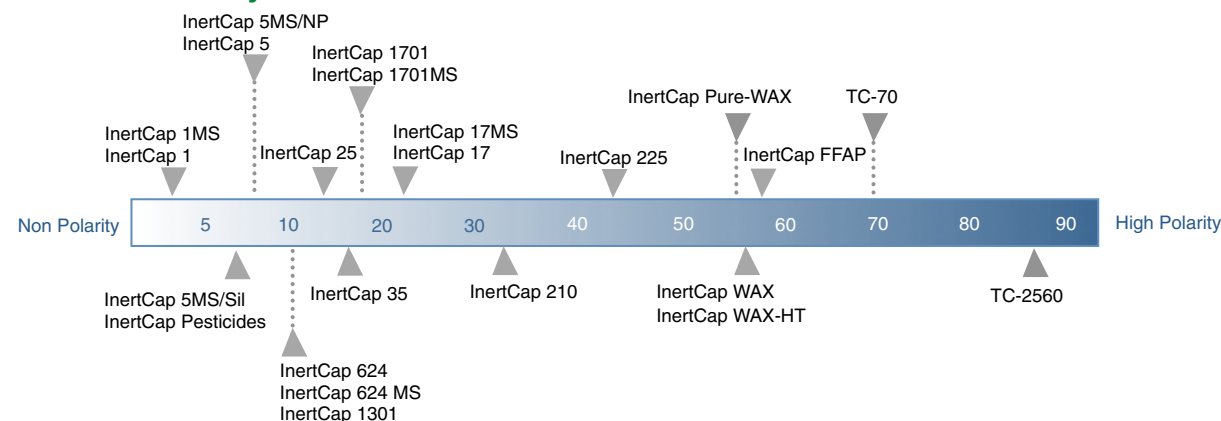 InertCap 5MS/NP
InertCap 5
InertCap 1701
InertCap 1701MS
InertCap Pure-WAX
TC-70
InertCap 1MS
InertCap 1
InertCap 25
InertCap 17MS
InertCap 17
InertCap 225
InertCap FFAP
Non Polarity 5 10 20 30 40 50 60 70 80 90 High Polarity
InertCap 5MS/Sil
InertCap Pesticides
InertCap 35
InertCap 210
InertCap WAX
InertCap WAX-HT
TC-2560
InertCap 624
InertCap 624 MS
InertCap 1301